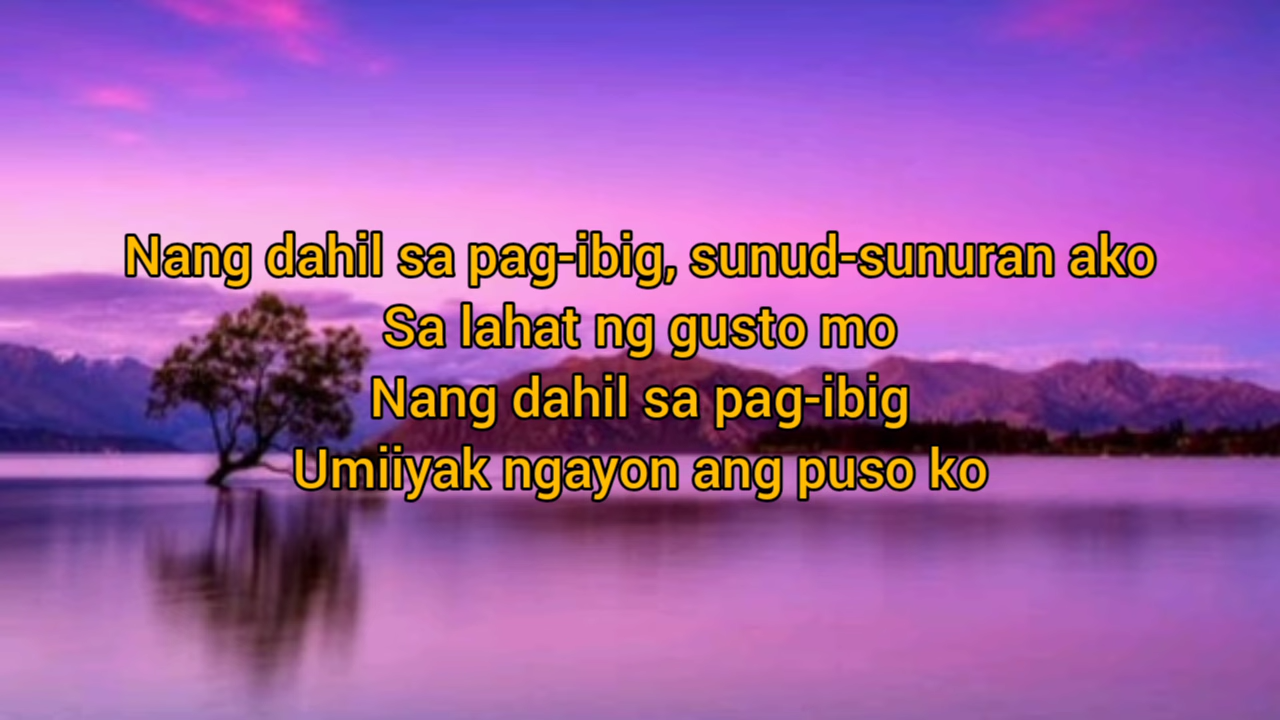 Nang dahil sa pag-ibig, sunud-sunuran ako
Sa lahat ng gusto mo
Nang dahil sa pag-ibig
Umiiyak ngayon ang puso ko